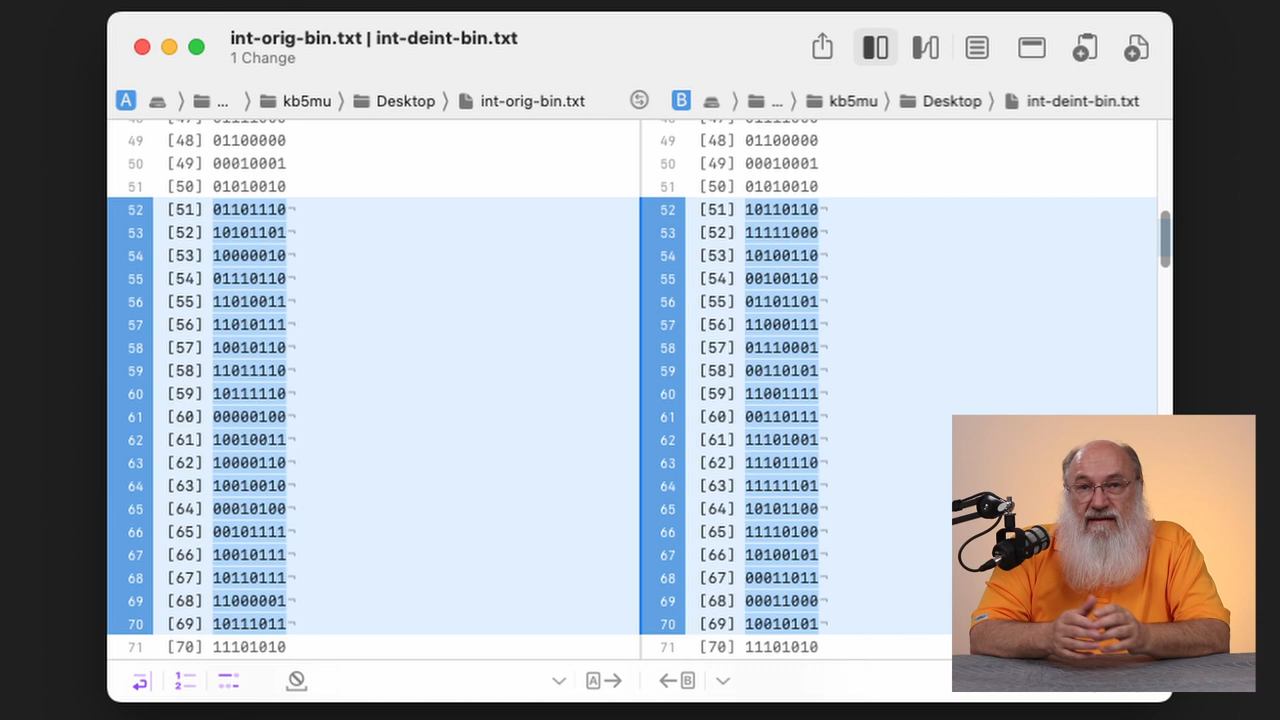 int-orig-bin.txt | int-deint-bin.txt
1 Change
A ... kb5mu Desktop int-orig-bin.txt
B ... kb5mu Desktop int-deint-bin.txt
49 [48] 01100000
50 [49] 00010001
51 [50] 01010010
52 [51] 01101110
53 [52] 10101101
54 [53] 10000010
55 [54] 01110110
56 [55] 11010011
57 [56] 11010111
58 [57] 10010110
59 [58] 11011110
60 [59] 10111110
61 [60] 00000100
62 [61] 10010011
63 [62] 10000110
64 [63] 10010010
65 [64] 00010100
66 [65] 00101111
67 [66] 10010111
68 [67] 10110111
69 [68] 11000001
70 [69] 10111011
71 [70] 11101010
49 [48] 01100000
50 [49] 00010001
51 [50] 01010010
52 [51] 10110110
53 [52] 11111000
54 [53] 10100110
55 [54] 00100110
56 [55] 01101101
57 [56] 11000111
58 [57] 01110001
59 [58] 00110101
60 [59] 11001111
61 [60] 00110111
62 [61] 11101001
63 [62] 11101110
64 [63] 11111101
65 [64] 10101100
66 [65] 11110100
67 [66] 10100101
68 [67] 00011011
69 [68] 00011000
70 [69] 10010101
71 [70] 11101010
A
B